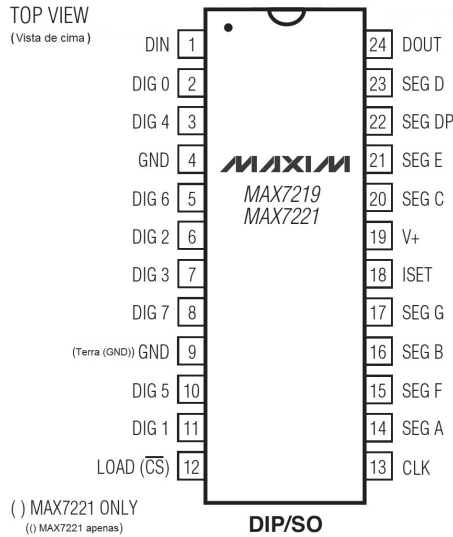 TOP VIEW
(Vista de cima)
DIN 1
DIG 0 2
DIG 4 3
GND 4
DIG 6 5
DIG 2 6
DIG 3 7
DIG 7 8
(Terra (GND)) GND 9
DIG 5 10
DIG 1 11
LOAD (C̅S̅) 12
MAXIM
MAX7219
MAX7221
24 DOUT
23 SEG D
22 SEG DP
21 SEG E
20 SEG C
19 V+
18 ISET
17 SEG G
16 SEG B
15 SEG F
14 SEG A
13 CLK
( ) MAX7221 ONLY
(() MAX7221 apenas)
DIP/SO